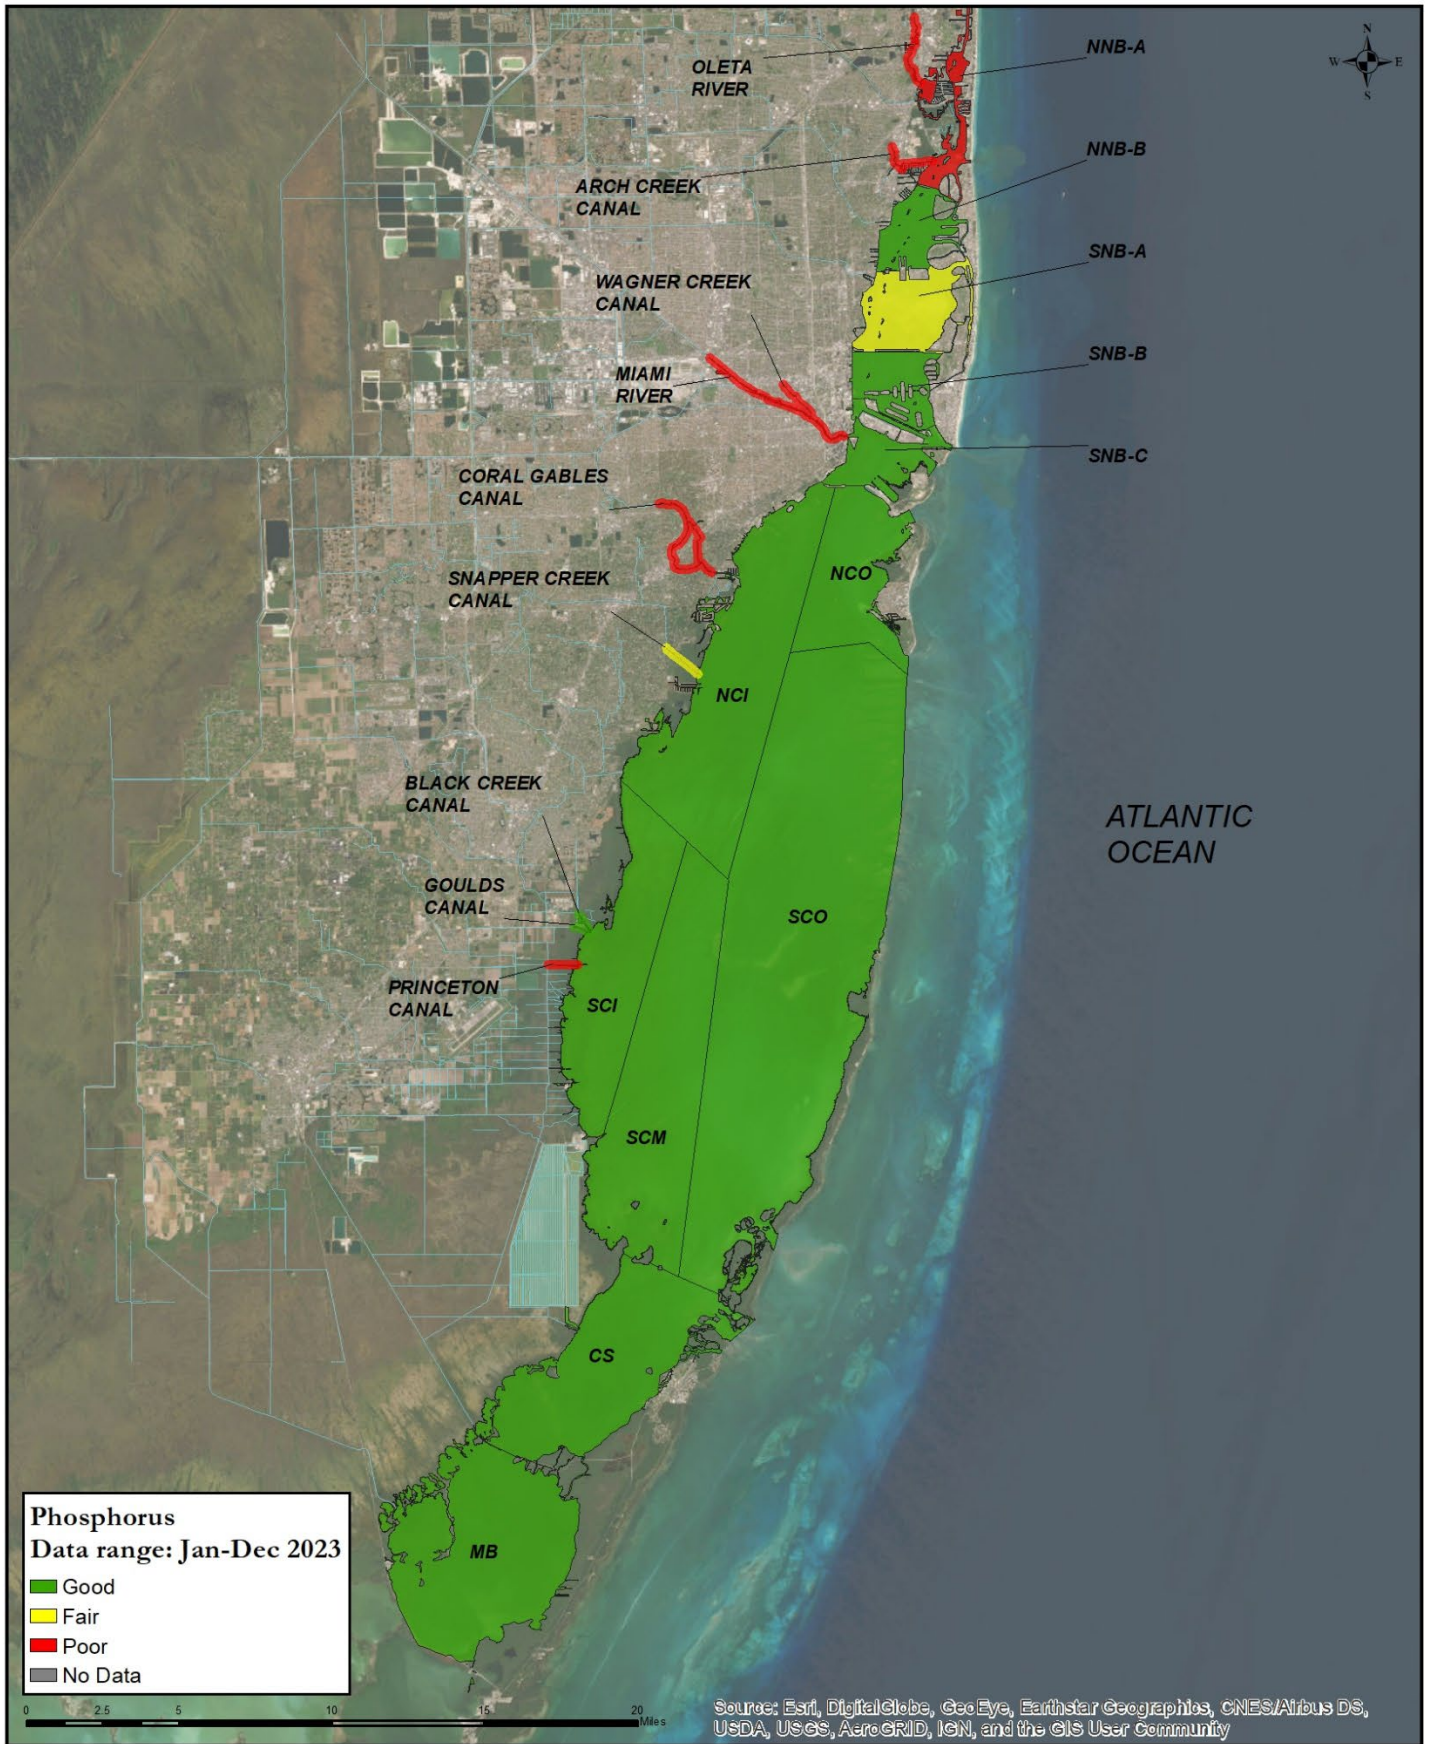 OLETA
RIVER
NNB-A
N
W E
S
ARCH CREEK
CANAL
NNB-B
WAGNER CREEK
CANAL
SNB-A
MIAMI
RIVER
SNB-B
CORAL GABLES
CANAL
SNB-C
SNAPPER CREEK
CANAL
NCO
NCI
BLACK CREEK
CANAL
ATLANTIC
OCEAN
GOULDS
CANAL
SCO
PRINCETON
CANAL
SCI
SCM
CS
MB
Phosphorus
Data range: Jan-Dec 2023
Good
Fair
Poor
No Data
0 2.5 5 10 15 20
Miles
Source: Esri, DigitalGlobe, GeoEye, Earthstar Geographics, CNES/Airbus DS,
USDA, USGS, AeroGRID, IGN, and the GIS User Community